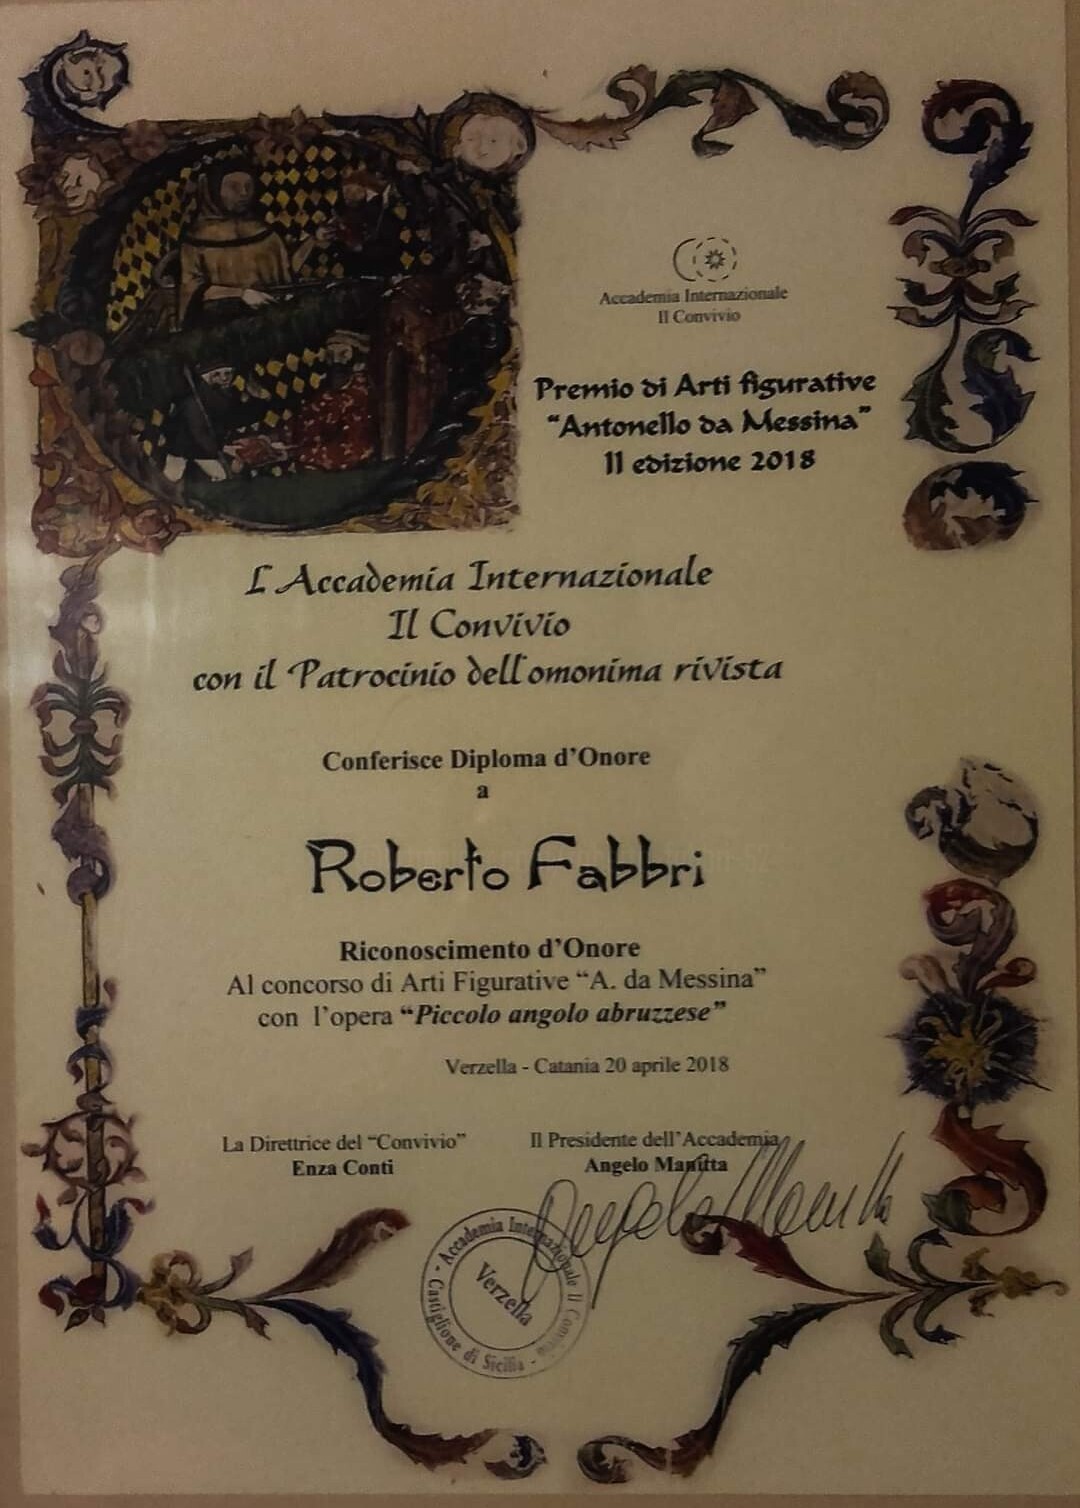 Accademia Internazionale
Il Convivio
Premio di Arti figurative
“Antonello da Messina”
II edizione 2018
L'Accademia Internazionale
Il Convivio
con il Patrocinio dell'omonima rivista
Conferisce Diploma d’Onore
a
Roberto Fabbri
Riconoscimento d’Onore
Al concorso di Arti Figurative “A. da Messina”
con l’opera “Piccolo angolo abruzzese”
Verzella - Catania 20 aprile 2018
La Direttrice del “Convivio”
Enza Conti
Il Presidente dell’Accademia
Angelo Manitta
Angelo Manitta
Accademia Internazionale Il Convivio
- Castiglione di Sicilia -
Verzella